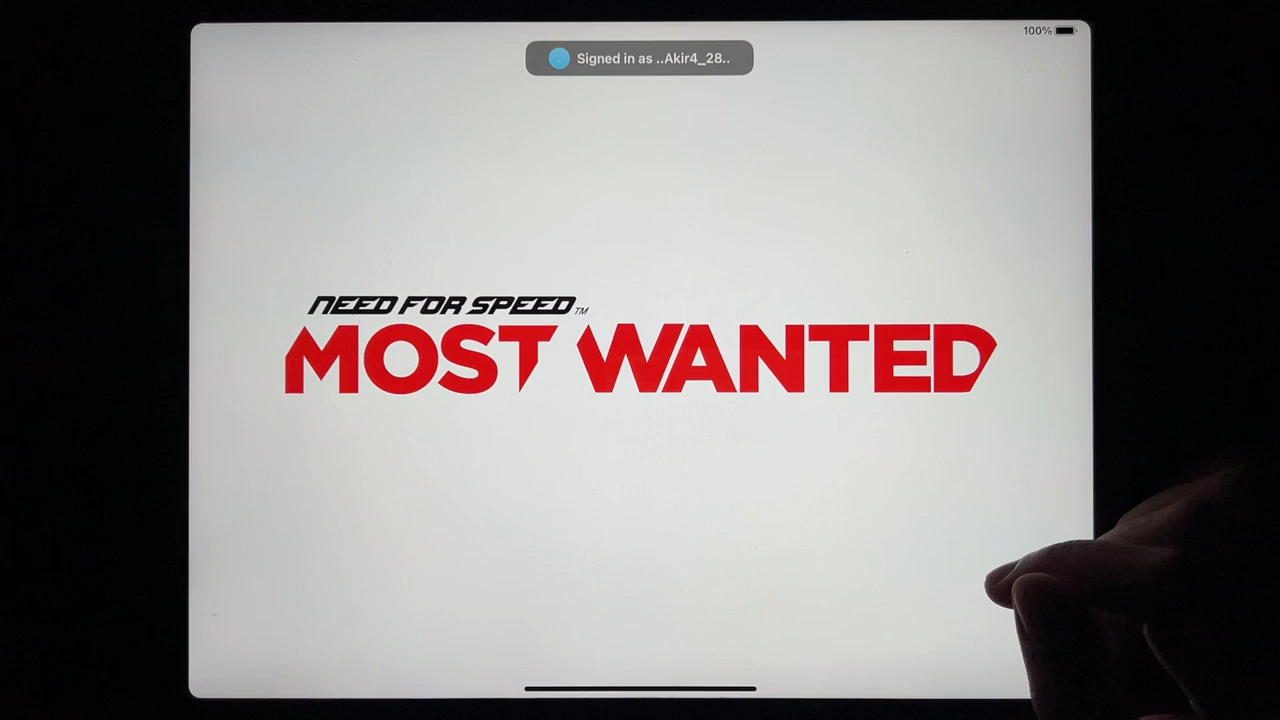 100%
Signed in as ..Akir4_28..
NEED FOR SPEED™
MOST WANTED